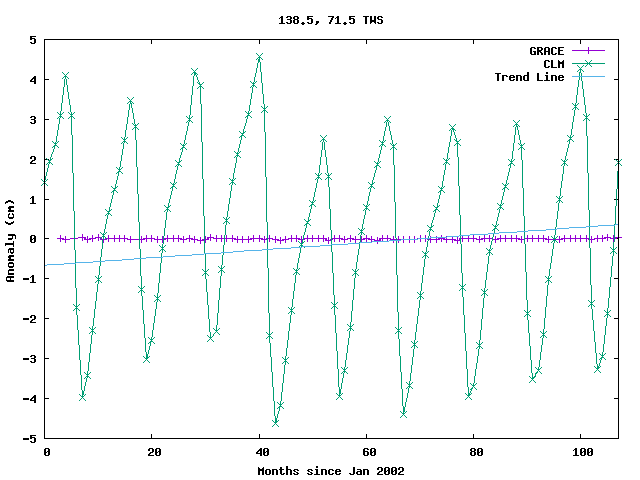 138.5, 71.5 TWS
GRACE
CLM
Trend Line
5
4
3
2
1
0
-1
-2
-3
-4
-5
Anomaly (cm)
0 20 40 60 80 100
Months since Jan 2002